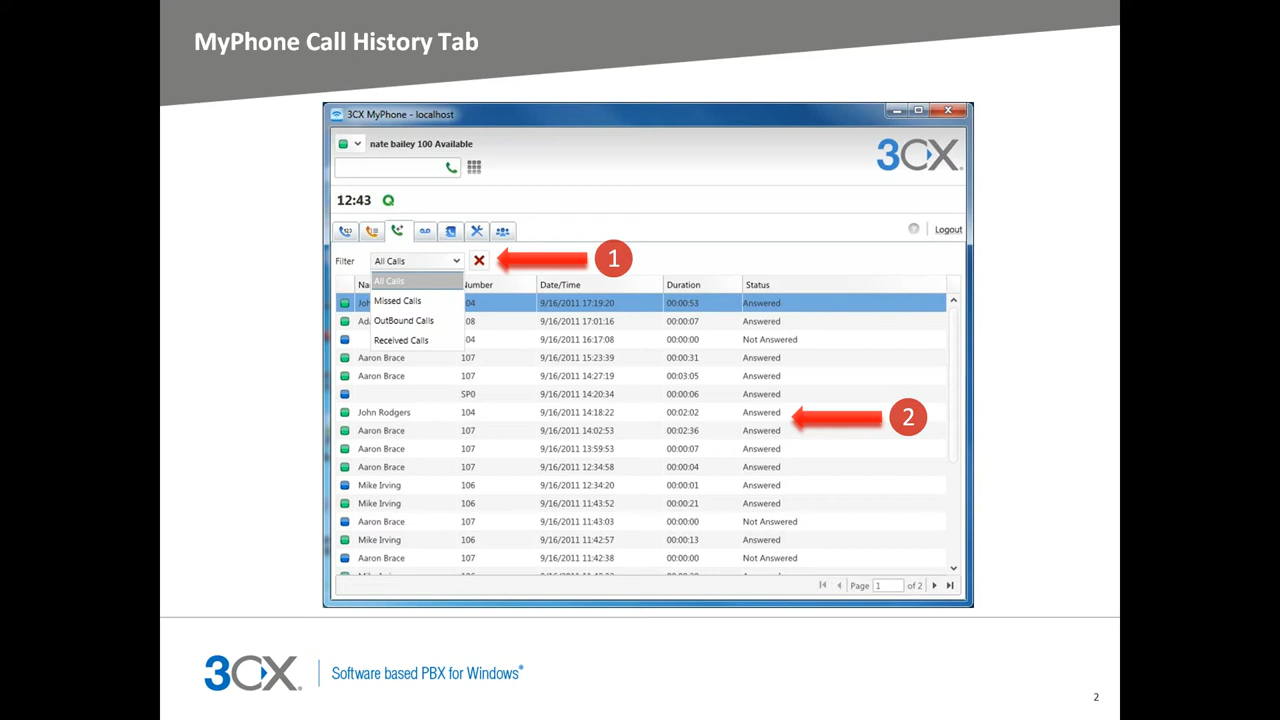 MyPhone Call History Tab
3CX MyPhone - localhost
nate bailey 100 Available
3CX®
12:43
Logout
Filter All Calls
1
All Calls
Missed Calls
OutBound Calls
Received Calls
Number Date/Time Duration Status
04 9/16/2011 17:19:20 00:00:53 Answered
08 9/16/2011 17:01:16 00:00:07 Answered
04 9/16/2011 16:17:08 Not Answered
Aaron Brace 107 9/16/2011 15:23:39 00:00:31 Answered
Aaron Brace 107 9/16/2011 14:27:19 00:03:05 Answered
SP0 9/16/2011 14:20:34 00:00:06 Answered
John Rodgers 104 9/16/2011 14:18:22 00:02:02 Answered
2
Aaron Brace 107 9/16/2011 14:02:53 00:02:36 Answered
Aaron Brace 107 9/16/2011 13:59:53 00:00:07 Answered
Aaron Brace 107 9/16/2011 12:34:58 00:00:04 Answered
Mike Irving 106 9/16/2011 12:34:20 00:00:01 Answered
Mike Irving 106 9/16/2011 11:43:52 00:00:21 Answered
Aaron Brace 107 9/16/2011 11:43:03 00:00:00 Not Answered
Mike Irving 106 9/16/2011 11:42:57 00:00:13 Answered
Aaron Brace 107 9/16/2011 11:42:38 00:00:00 Not Answered
Page 1 of 2
3CX® Software based PBX for Windows®
2